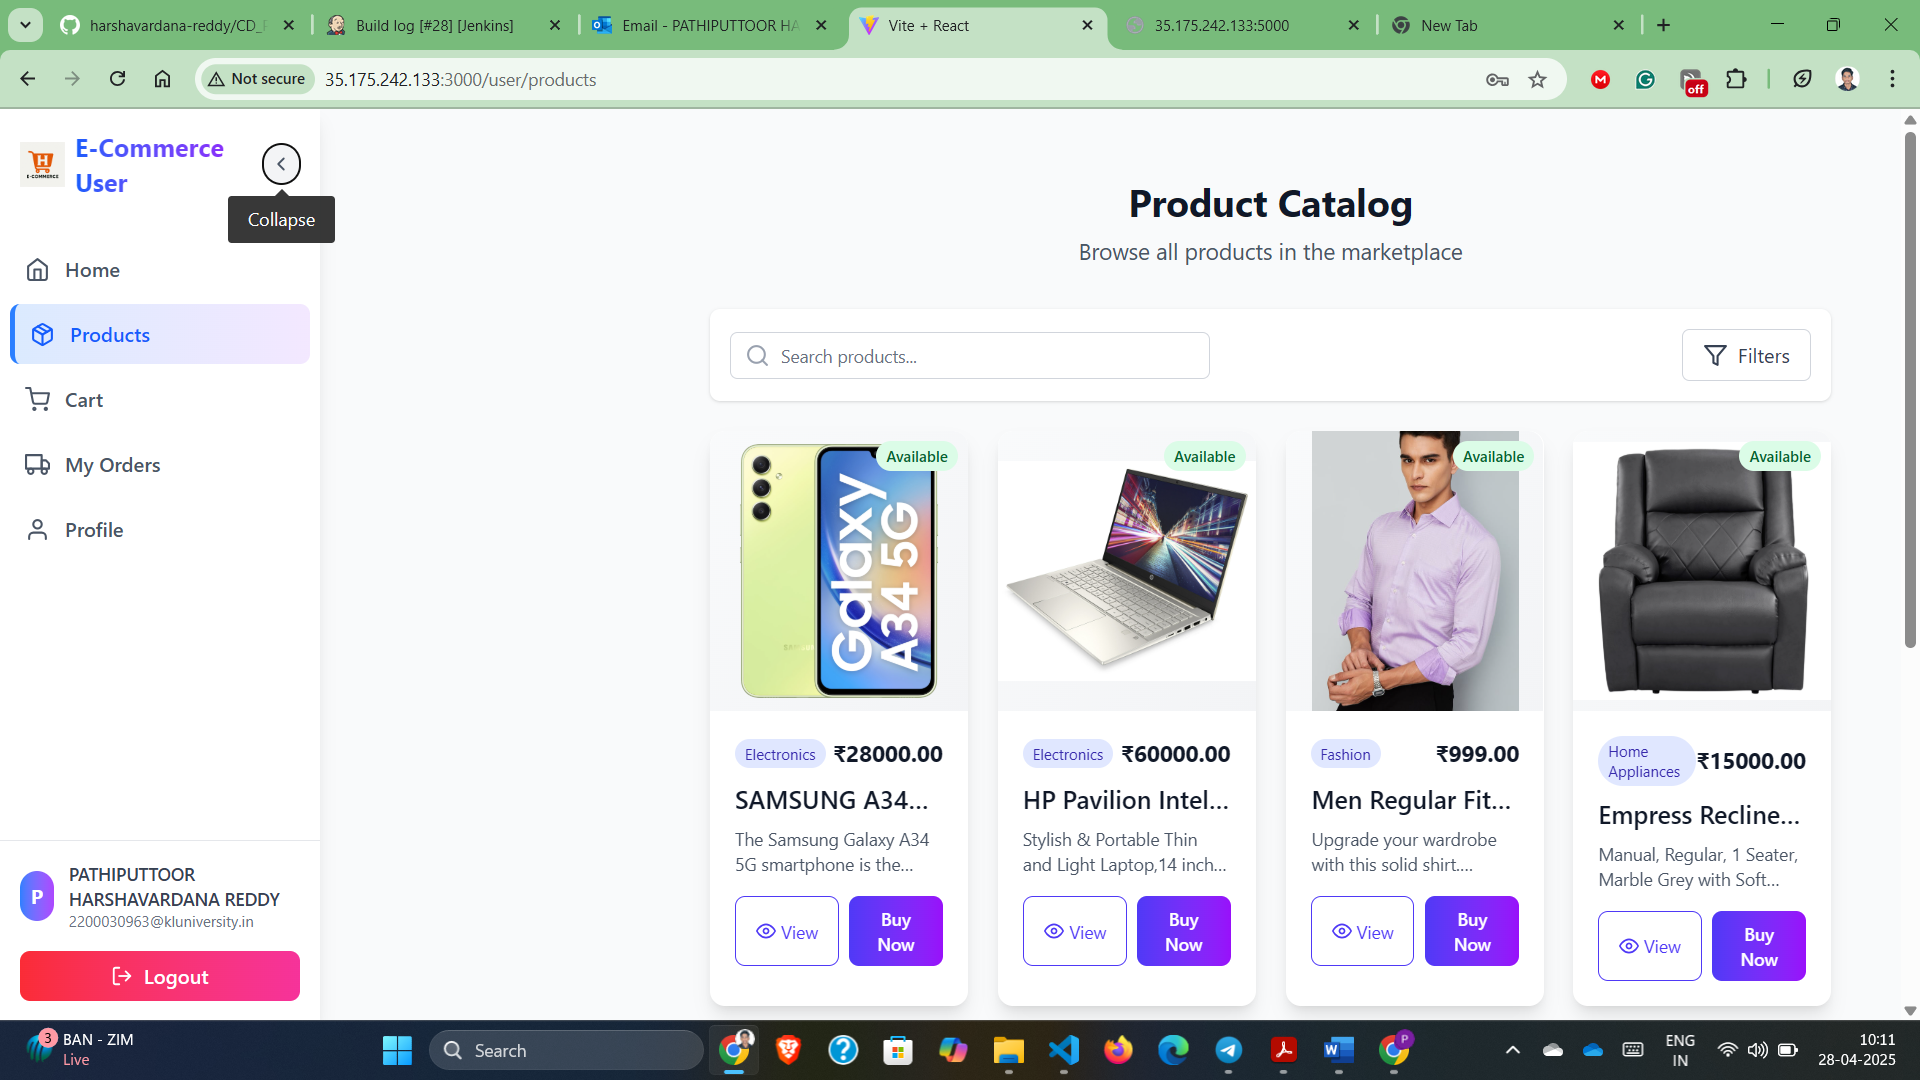 harshavardana-reddy/CD_
Build log [#28] [Jenkins]
Email - PATHIPUTTOOR HA
Vite + React
35.175.242.133:5000
New Tab
Not secure
35.175.242.133:3000/user/products
off
H
E-COMMERCE
E-Commerce
User
Collapse
Home
Products
Cart
My Orders
Profile
P
PATHIPUTTOOR
HARSHAVARDANA REDDY
2200030963@kluniversity.in
Logout
Product Catalog
Browse all products in the marketplace
Search products...
Filters
Available
Galaxy
A34 5G
Electronics
₹28000.00
SAMSUNG A34...
The Samsung Galaxy A34
5G smartphone is the...
View
Buy
Now
Available
Electronics
₹60000.00
HP Pavilion Intel...
Stylish & Portable Thin
and Light Laptop,14 inch...
View
Buy
Now
Available
Fashion
₹999.00
Men Regular Fit...
Upgrade your wardrobe
with this solid shirt....
View
Buy
Now
Available
Home
Appliances
₹15000.00
Empress Recline...
Manual, Regular, 1 Seater,
Marble Grey with Soft...
View
Buy
Now
3
BAN - ZIM
Live
Search
P
ENG
IN
10:11
28-04-2025